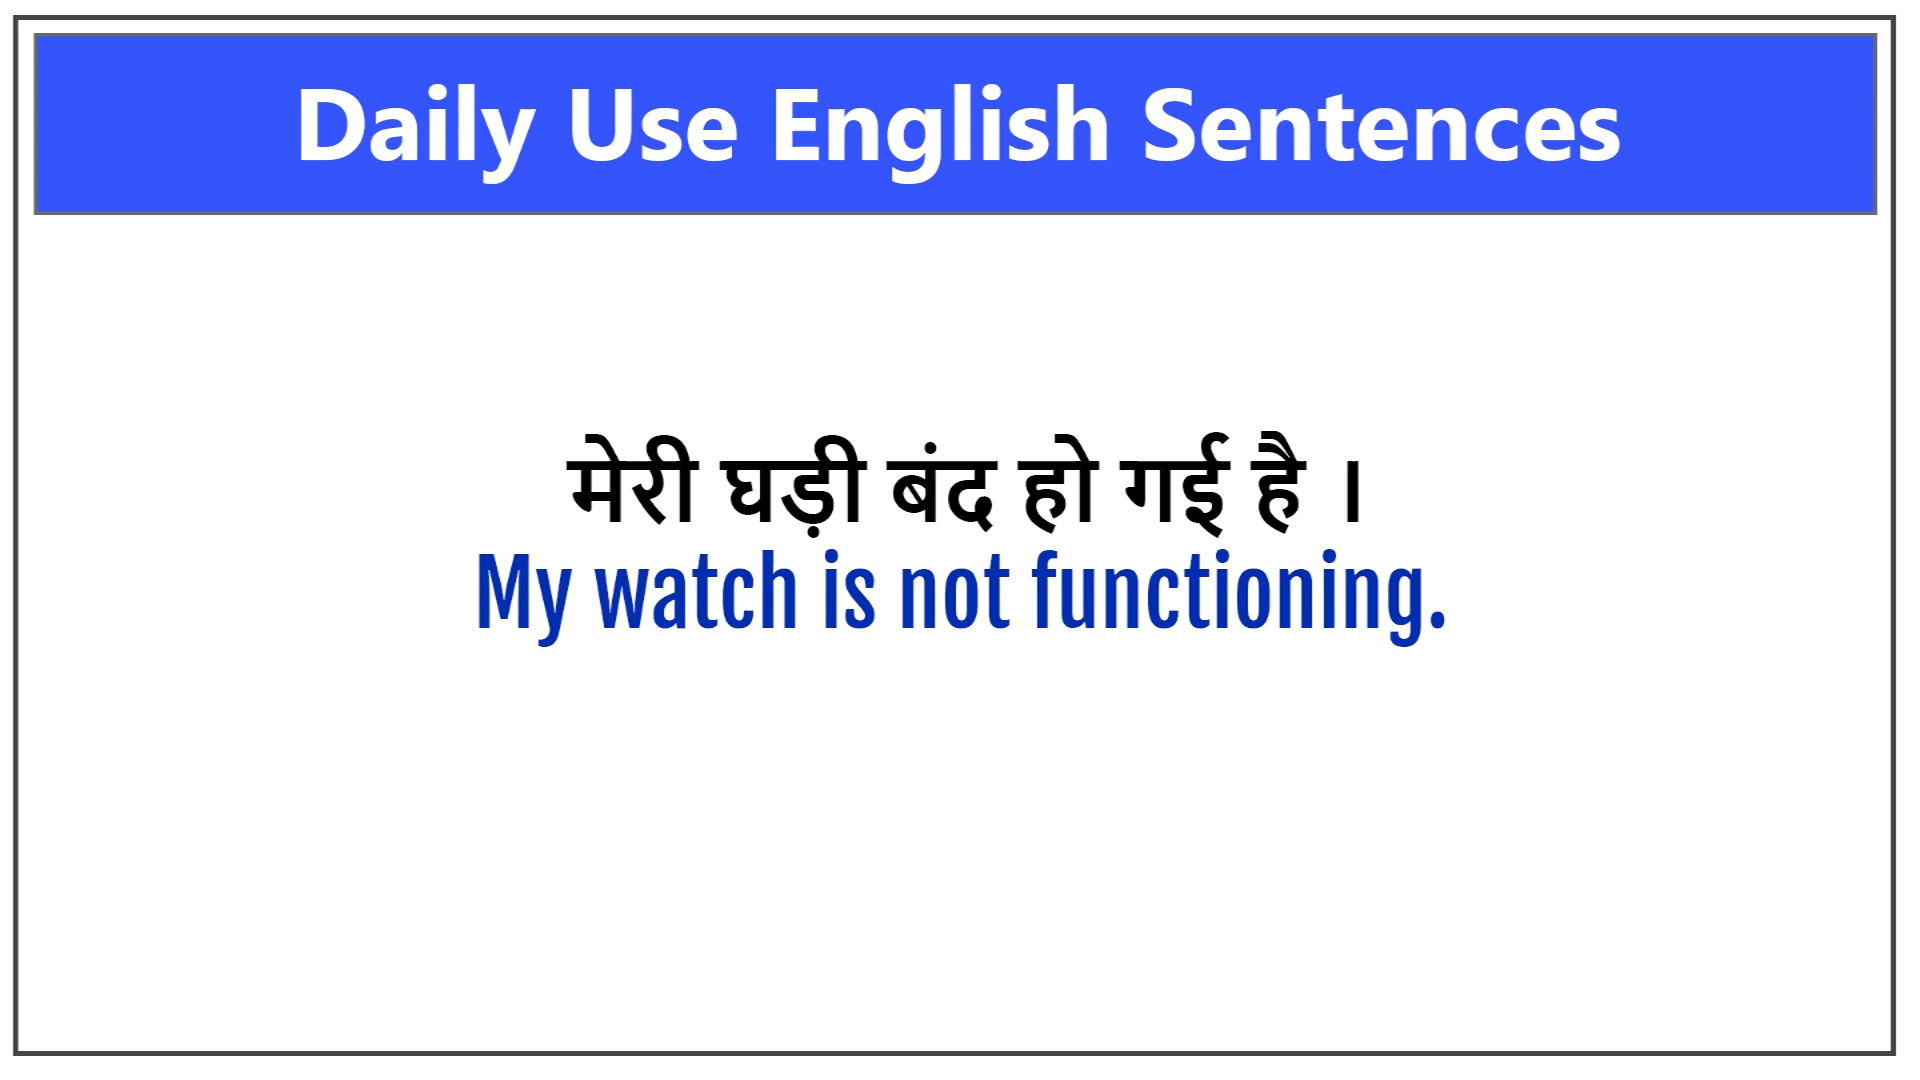 Daily Use English Sentences
मेरी घड़ी बंद हो गई है ।
My watch is not functioning.